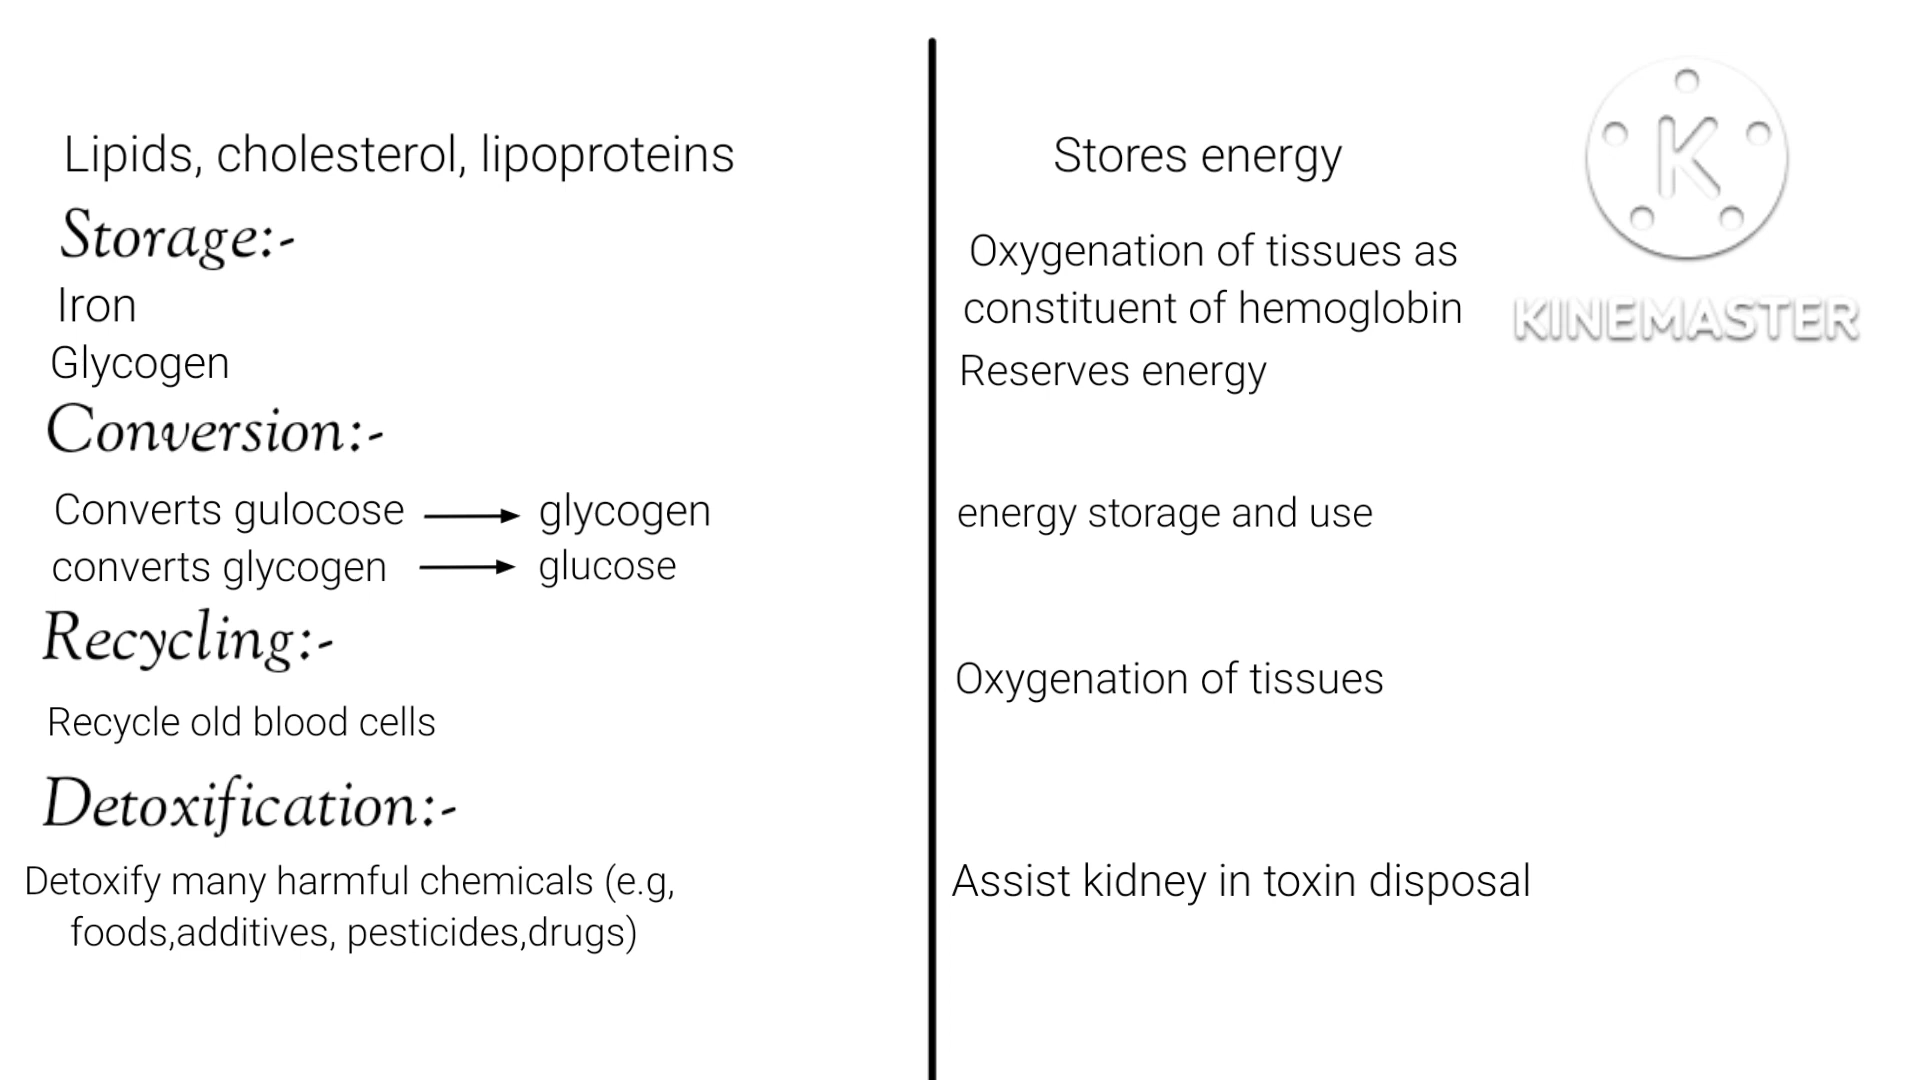 Lipids, cholesterol, lipoproteins
Storage:-
Iron
Glycogen
Conversion:-
Converts gulocose → glycogen
converts glycogen → glucose
Recycling:-
Recycle old blood cells
Detoxification:-
Detoxify many harmful chemicals (e.g,
foods,additives, pesticides,drugs)
Stores energy
Oxygenation of tissues as
constituent of hemoglobin
Reserves energy
energy storage and use
Oxygenation of tissues
Assist kidney in toxin disposal
K
KINEMASTER